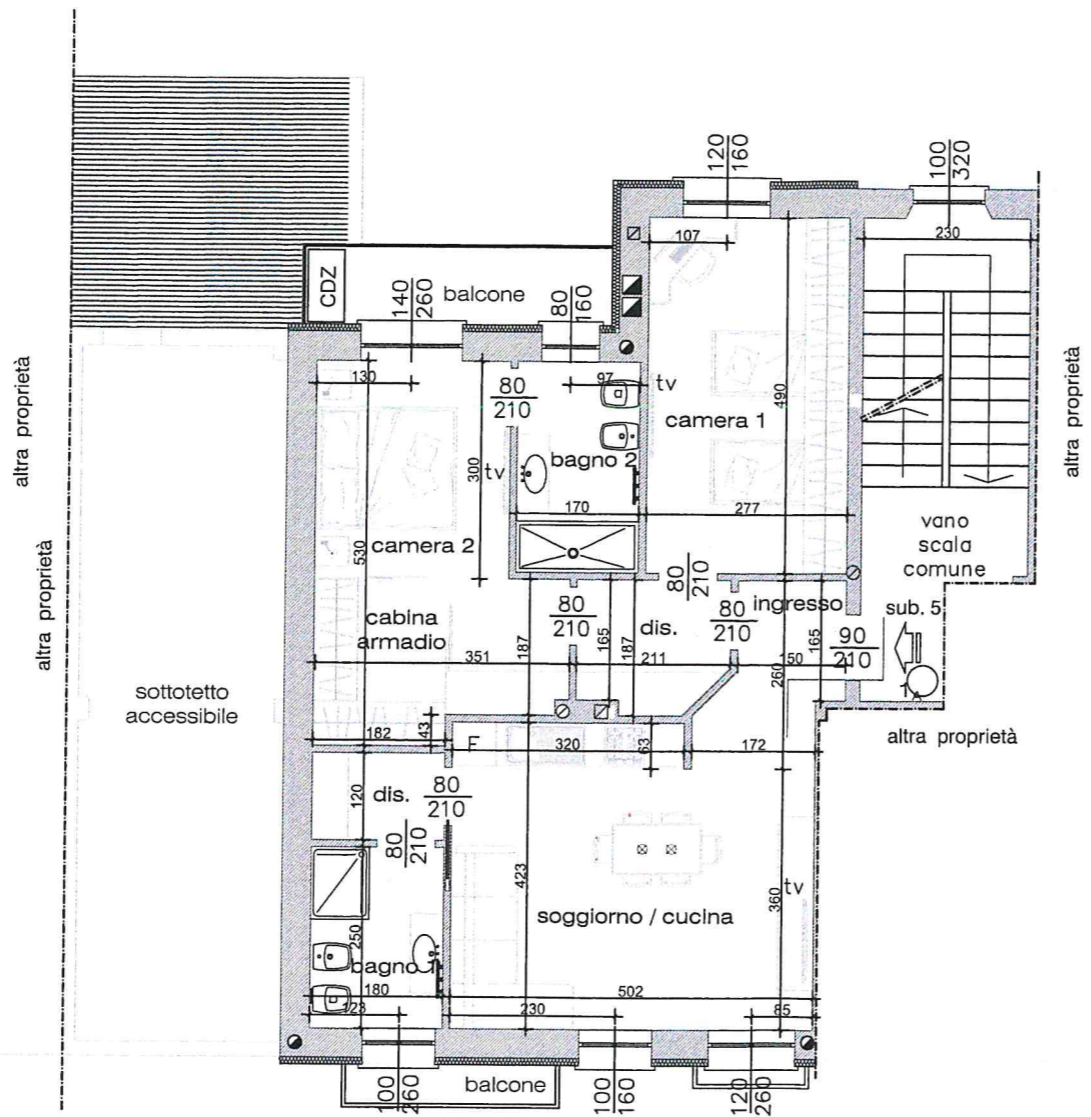 120
160
100
320
107
230
CDZ
balcone
140
260
80
160
altra proprietà
altra proprietà
altra proprietà
130
80
210
97
tv
camera 1
490
300
tv
bagno 2
170
277
530
camera 2
vano
scala
comune
80
210
80
210
80
210
ingresso
sub. 5
cabina
armadio
187
165
187
dis.
165
90
210
351
211
150
260
sottotetto
accessibile
altra proprietà
182
43
F
320
63
172
120
dis.
80
210
80
210
423
360
tv
soggiorno / cucina
250
bagno 1
180
502
123
230
85
100
260
balcone
100
160
120
260